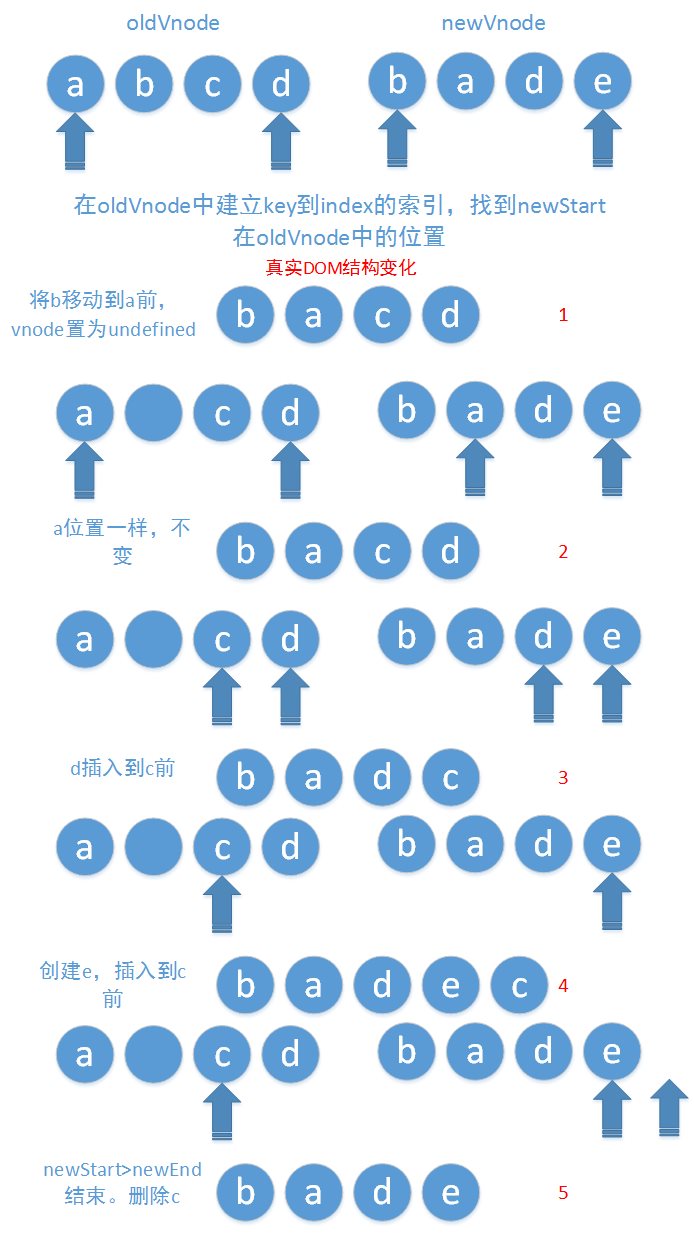 oldVnode newVnode
a b c d b a d e
在oldVnode中建立key到index的索引，找到newStart
在oldVnode中的位置
真实DOM结构变化
将b移动到a前，
vnode置为undefined
b a c d 1
a c d b a d e
a位置一样，不
变
b a c d 2
a c d b a d e
d插入到c前
b a d c 3
a c d b a d e
创建e，插入到c
前
b a d e c 4
a c d b a d e
newStart>newEnd
结束。删除c
b a d e 5